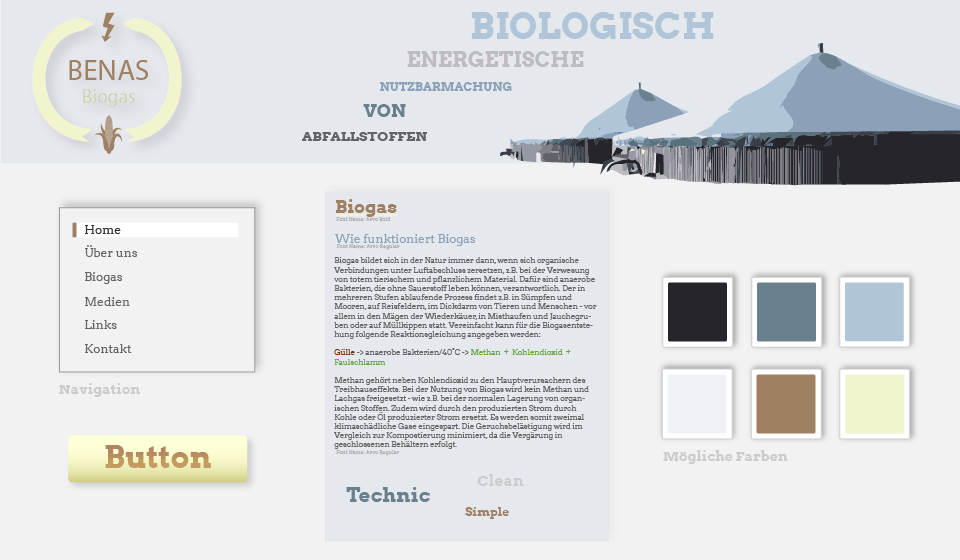 BENAS
Biogas
BIOLOGISCH
ENERGETISCHE
NUTZBARMACHUNG
VON
ABFALLSTOFFEN
Home
Über uns
Biogas
Medien
Links
Kontakt
Navigation
Button
Biogas
Font Name: Arvo Bold
Wie funktioniert Biogas
Font Name: Arvo Regular
Biogas bildet sich in der Natur immer dann, wenn sich organische
Verbindungen unter Luftabschluss zersetzen, z.B. bei der Verwesung
von totem tierischem und pflanzlichem Material. Dafür sind anaerobe
Bakterien, die ohne Sauerstoff leben können, verantwortlich. Der in
mehreren Stufen ablaufende Prozess findet z.B. in Sümpfen und
Mooren, auf Reisfeldern, im Dickdarm von Tieren und Menschen - vor
allem in den Mägen der Wiederkäuer, in Misthaufen und Jauchegru-
ben oder auf Müllkippen statt. Vereinfacht kann für die Biogasentste-
hung folgende Reaktionsgleichung angegeben werden:
Gülle -> anaerobe Bakterien/40°C -> Methan + Kohlendioxid +
Faulschlamm
Methan gehört neben Kohlendioxid zu den Hauptverursachern des
Treibhauseffekts. Bei der Nutzung von Biogas wird kein Methan und
Lachgas freigesetzt - wie z.B. bei der normalen Lagerung von organ-
ischen Stoffen. Zudem wird durch den produzierten Strom durch
Kohle oder Öl produzierter Strom ersetzt. Es werden somit zweimal
klimaschädliche Gase eingespart. Die Geruchsbelästigung wird im
Vergleich zur Kompostierung minimiert, da die Vergärung in
geschlossenen Behältern erfolgt.
Font Name: Arvo Regular
Clean
Technic
Simple
Mögliche Farben